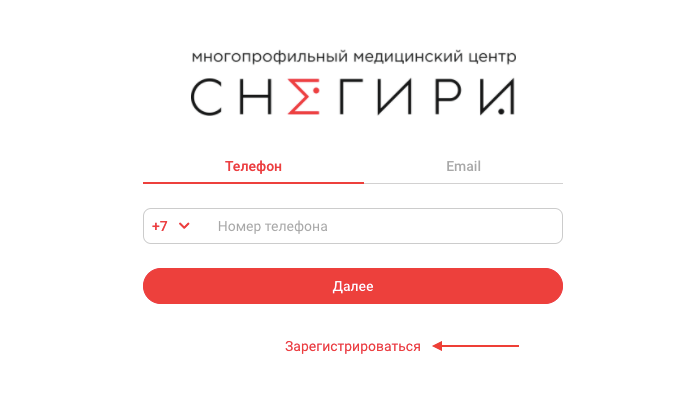 многопрофильный медицинский центр
СНЕГИРИ
Телефон
Email
+7
Номер телефона
Далее
Зарегистрироваться